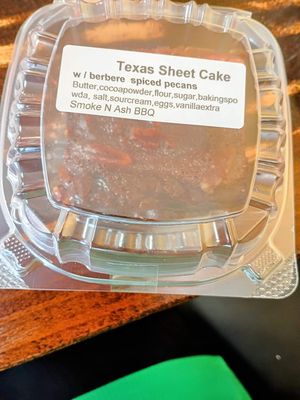 Texas Sheet Cake
w / berbere spiced pecans
Butter,cocoapowder,flour,sugar,bakingspo
wda, salt,sourcream,eggs,vanillaextra
Smoke N Ash BBQ